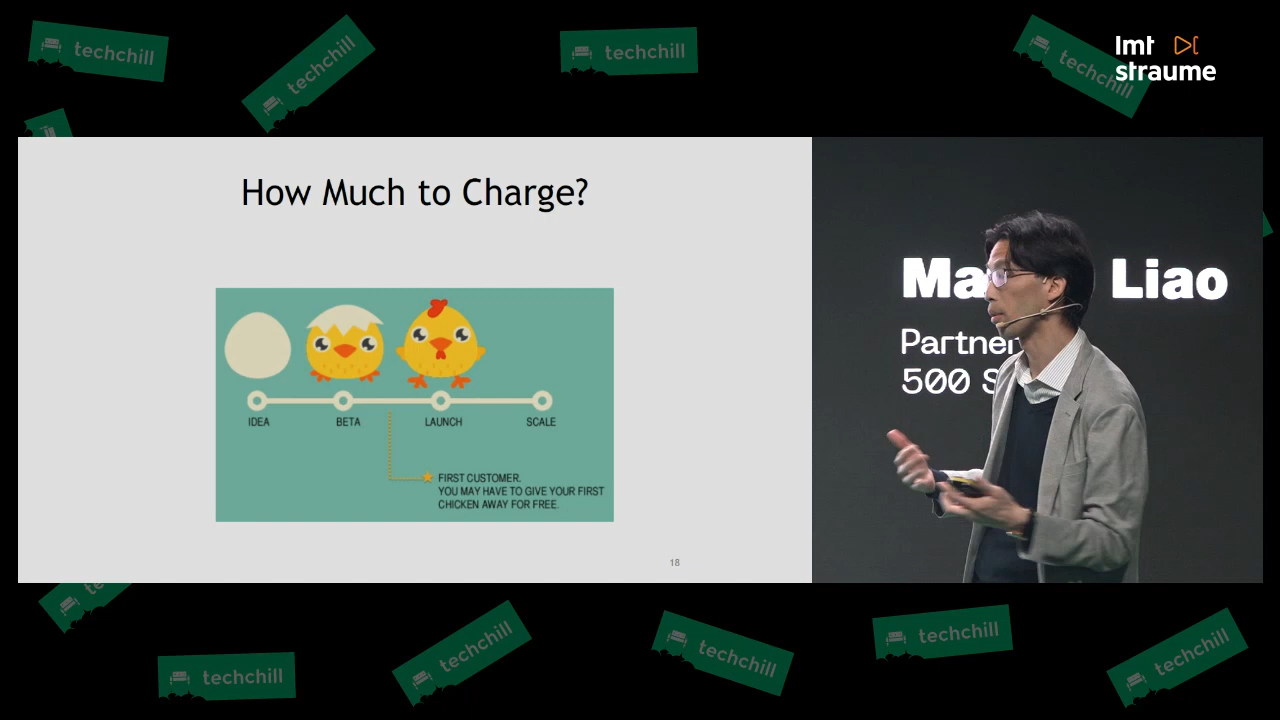 techchill
techchill
techchill
techchill
lmt
straume
How Much to Charge?
IDEA
BETA
LAUNCH
SCALE
FIRST CUSTOMER.
YOU MAY HAVE TO GIVE YOUR FIRST
CHICKEN AWAY FOR FREE.
18
Ma Liao
Partner
500 S
techchill
techchill
techchill
techchill
techchill